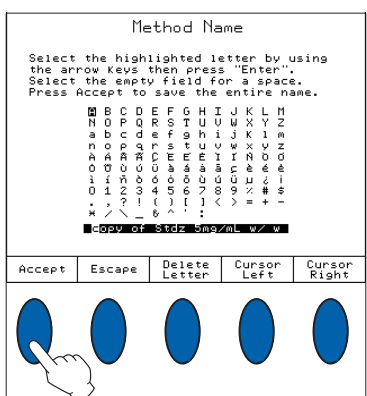 Method Name
Select the highlighted letter by using
the arrow Keys then press "Enter".
Select the empty field for a space.
Press Accept to save the entire name.
A B C D E F G H I J K L M
N O P Q R S T U V W X Y Z
a b c d e f g h i j k l m
n o p q r s t u v w x y z
0 1 2 3 4 5 6 7 8 9 % # $
. , ? ! ( ) [ ] < > = + -
* / \ _ & ^ ' :
copy of Stdz 5mg/mL w/ w
Accept Escape Delete Letter Cursor Left Cursor Right